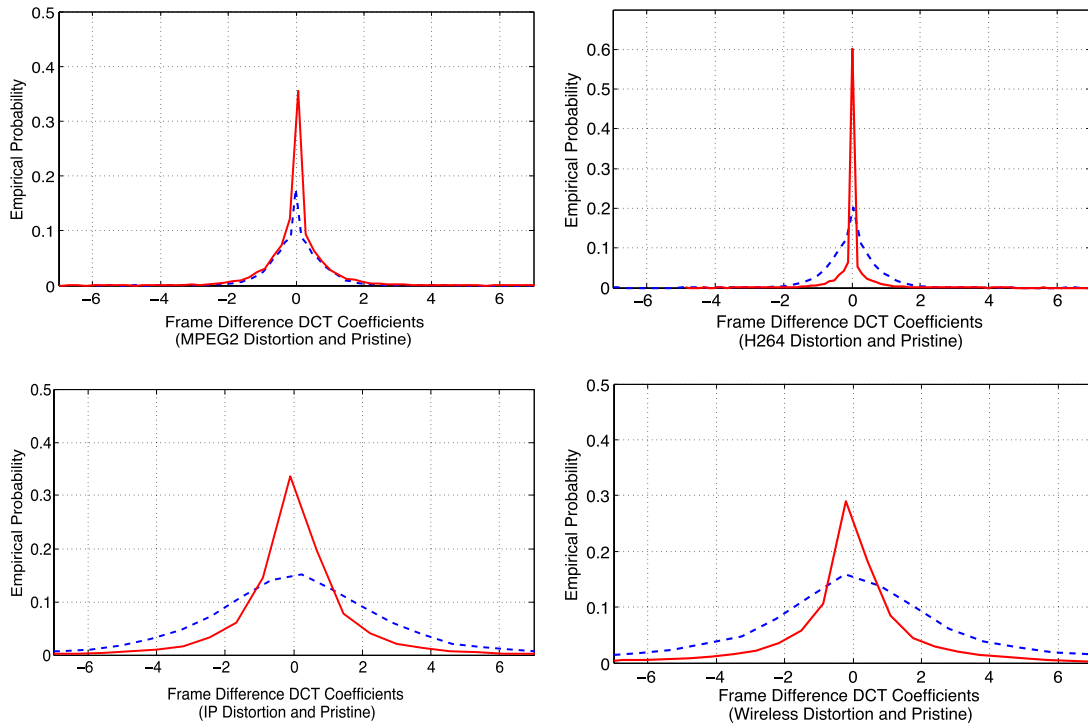 0.5
0.4
0.3
0.2
0.1
0
Empirical Probability
−6 −4 −2 0 2 4 6
Frame Difference DCT Coefficients
(MPEG2 Distortion and Pristine)
0.6
0.5
0.4
0.3
0.2
0.1
0
Empirical Probability
−6 −4 −2 0 2 4 6
Frame Difference DCT Coefficients
(H264 Distortion and Pristine)
0.5
0.4
0.3
0.2
0.1
0
Empirical Probability
−6 −4 −2 0 2 4 6
Frame Difference DCT Coefficients
(IP Distortion and Pristine)
0.5
0.4
0.3
0.2
0.1
0
Empirical Probability
−6 −4 −2 0 2 4 6
Frame Difference DCT Coefficients
(Wireless Distortion and Pristine)